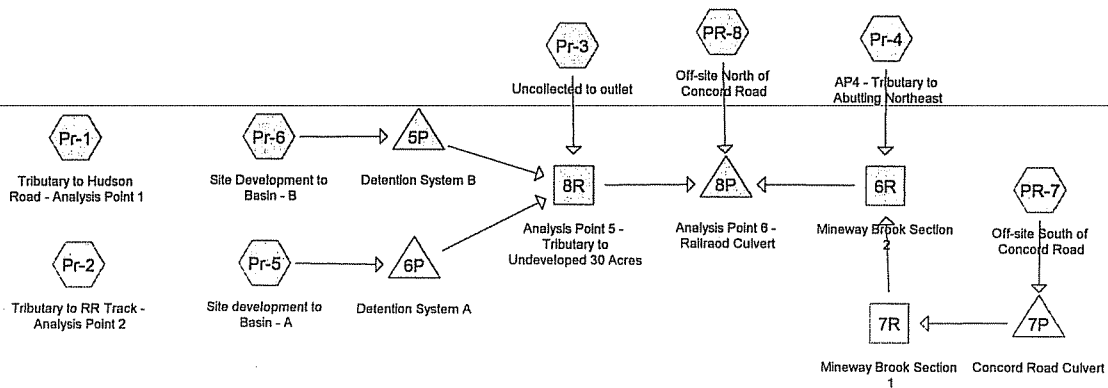 Pr-3
PR-8
Pr-4
Uncollected to outlet
Off-site North of
Concord Road
AP4 - Tributary to
Abutting Northeast
Pr-1
Tributary to Hudson
Road - Analysis Point 1
Pr-6
Site Development to
Basin - B
5P
Detention System B
8R
Analysis Point 5 -
Tributary to
Undeveloped 30 Acres
8P
Analysis Point 6 -
Railraod Culvert
6R
Mineway Brook Section
2
PR-7
Off-site South of
Concord Road
Pr-2
Tributary to RR Track -
Analysis Point 2
Pr-5
Site development to
Basin - A
6P
Detention System A
7R
Mineway Brook Section
1
7P
Concord Road Culvert